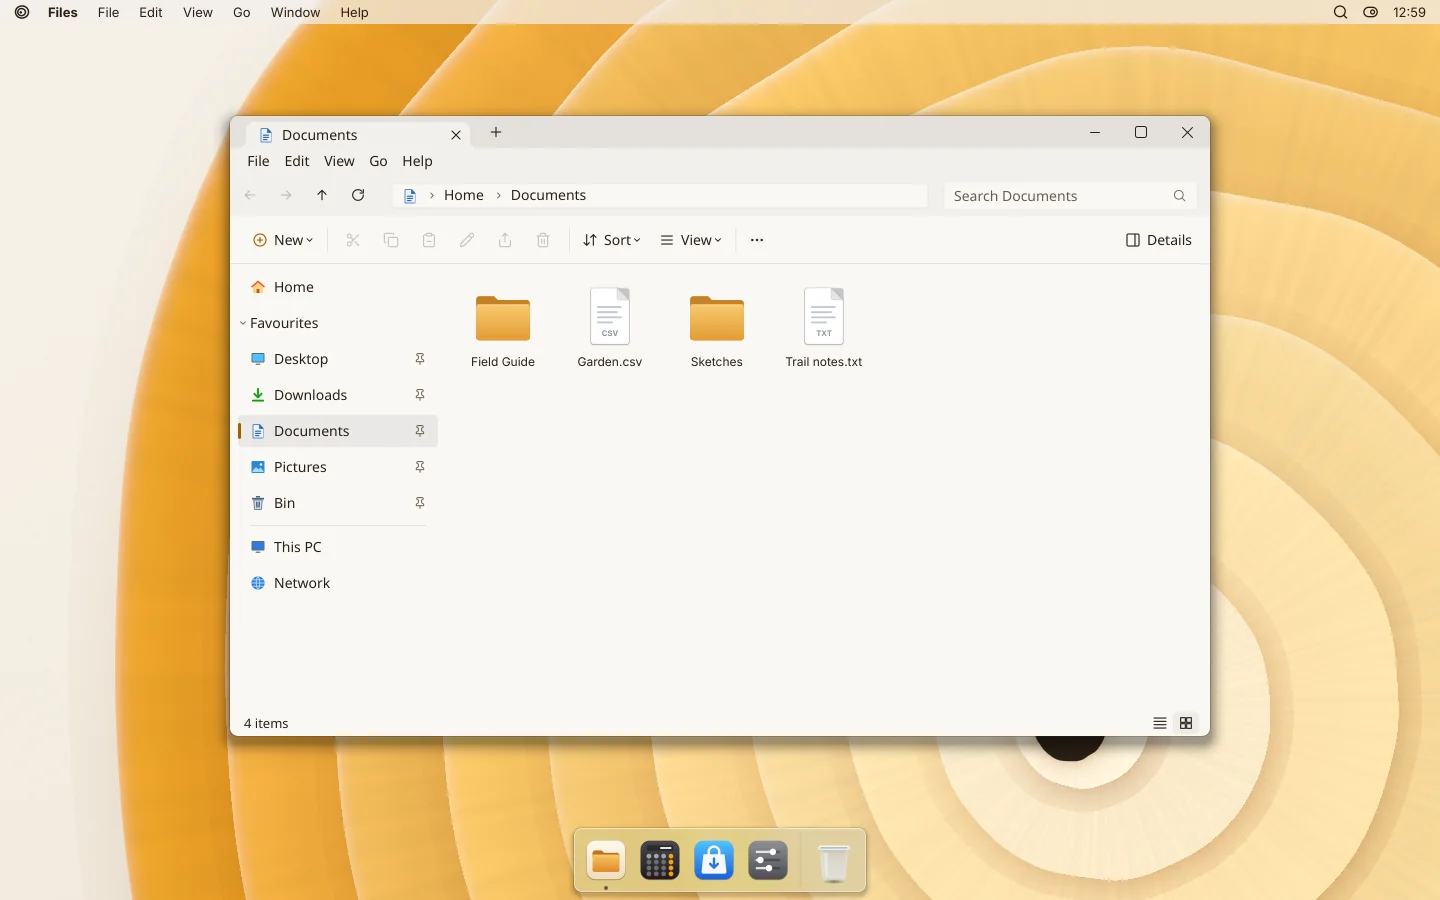 Files File Edit View Go Window Help 12:59
Documents
File Edit View Go Help
Home Documents Search Documents
New Sort View Details
Home
Favourites
Desktop
Downloads
Documents
Pictures
Bin
This PC
Network
CSV TXT
Field Guide Garden.csv Sketches Trail notes.txt
4 items